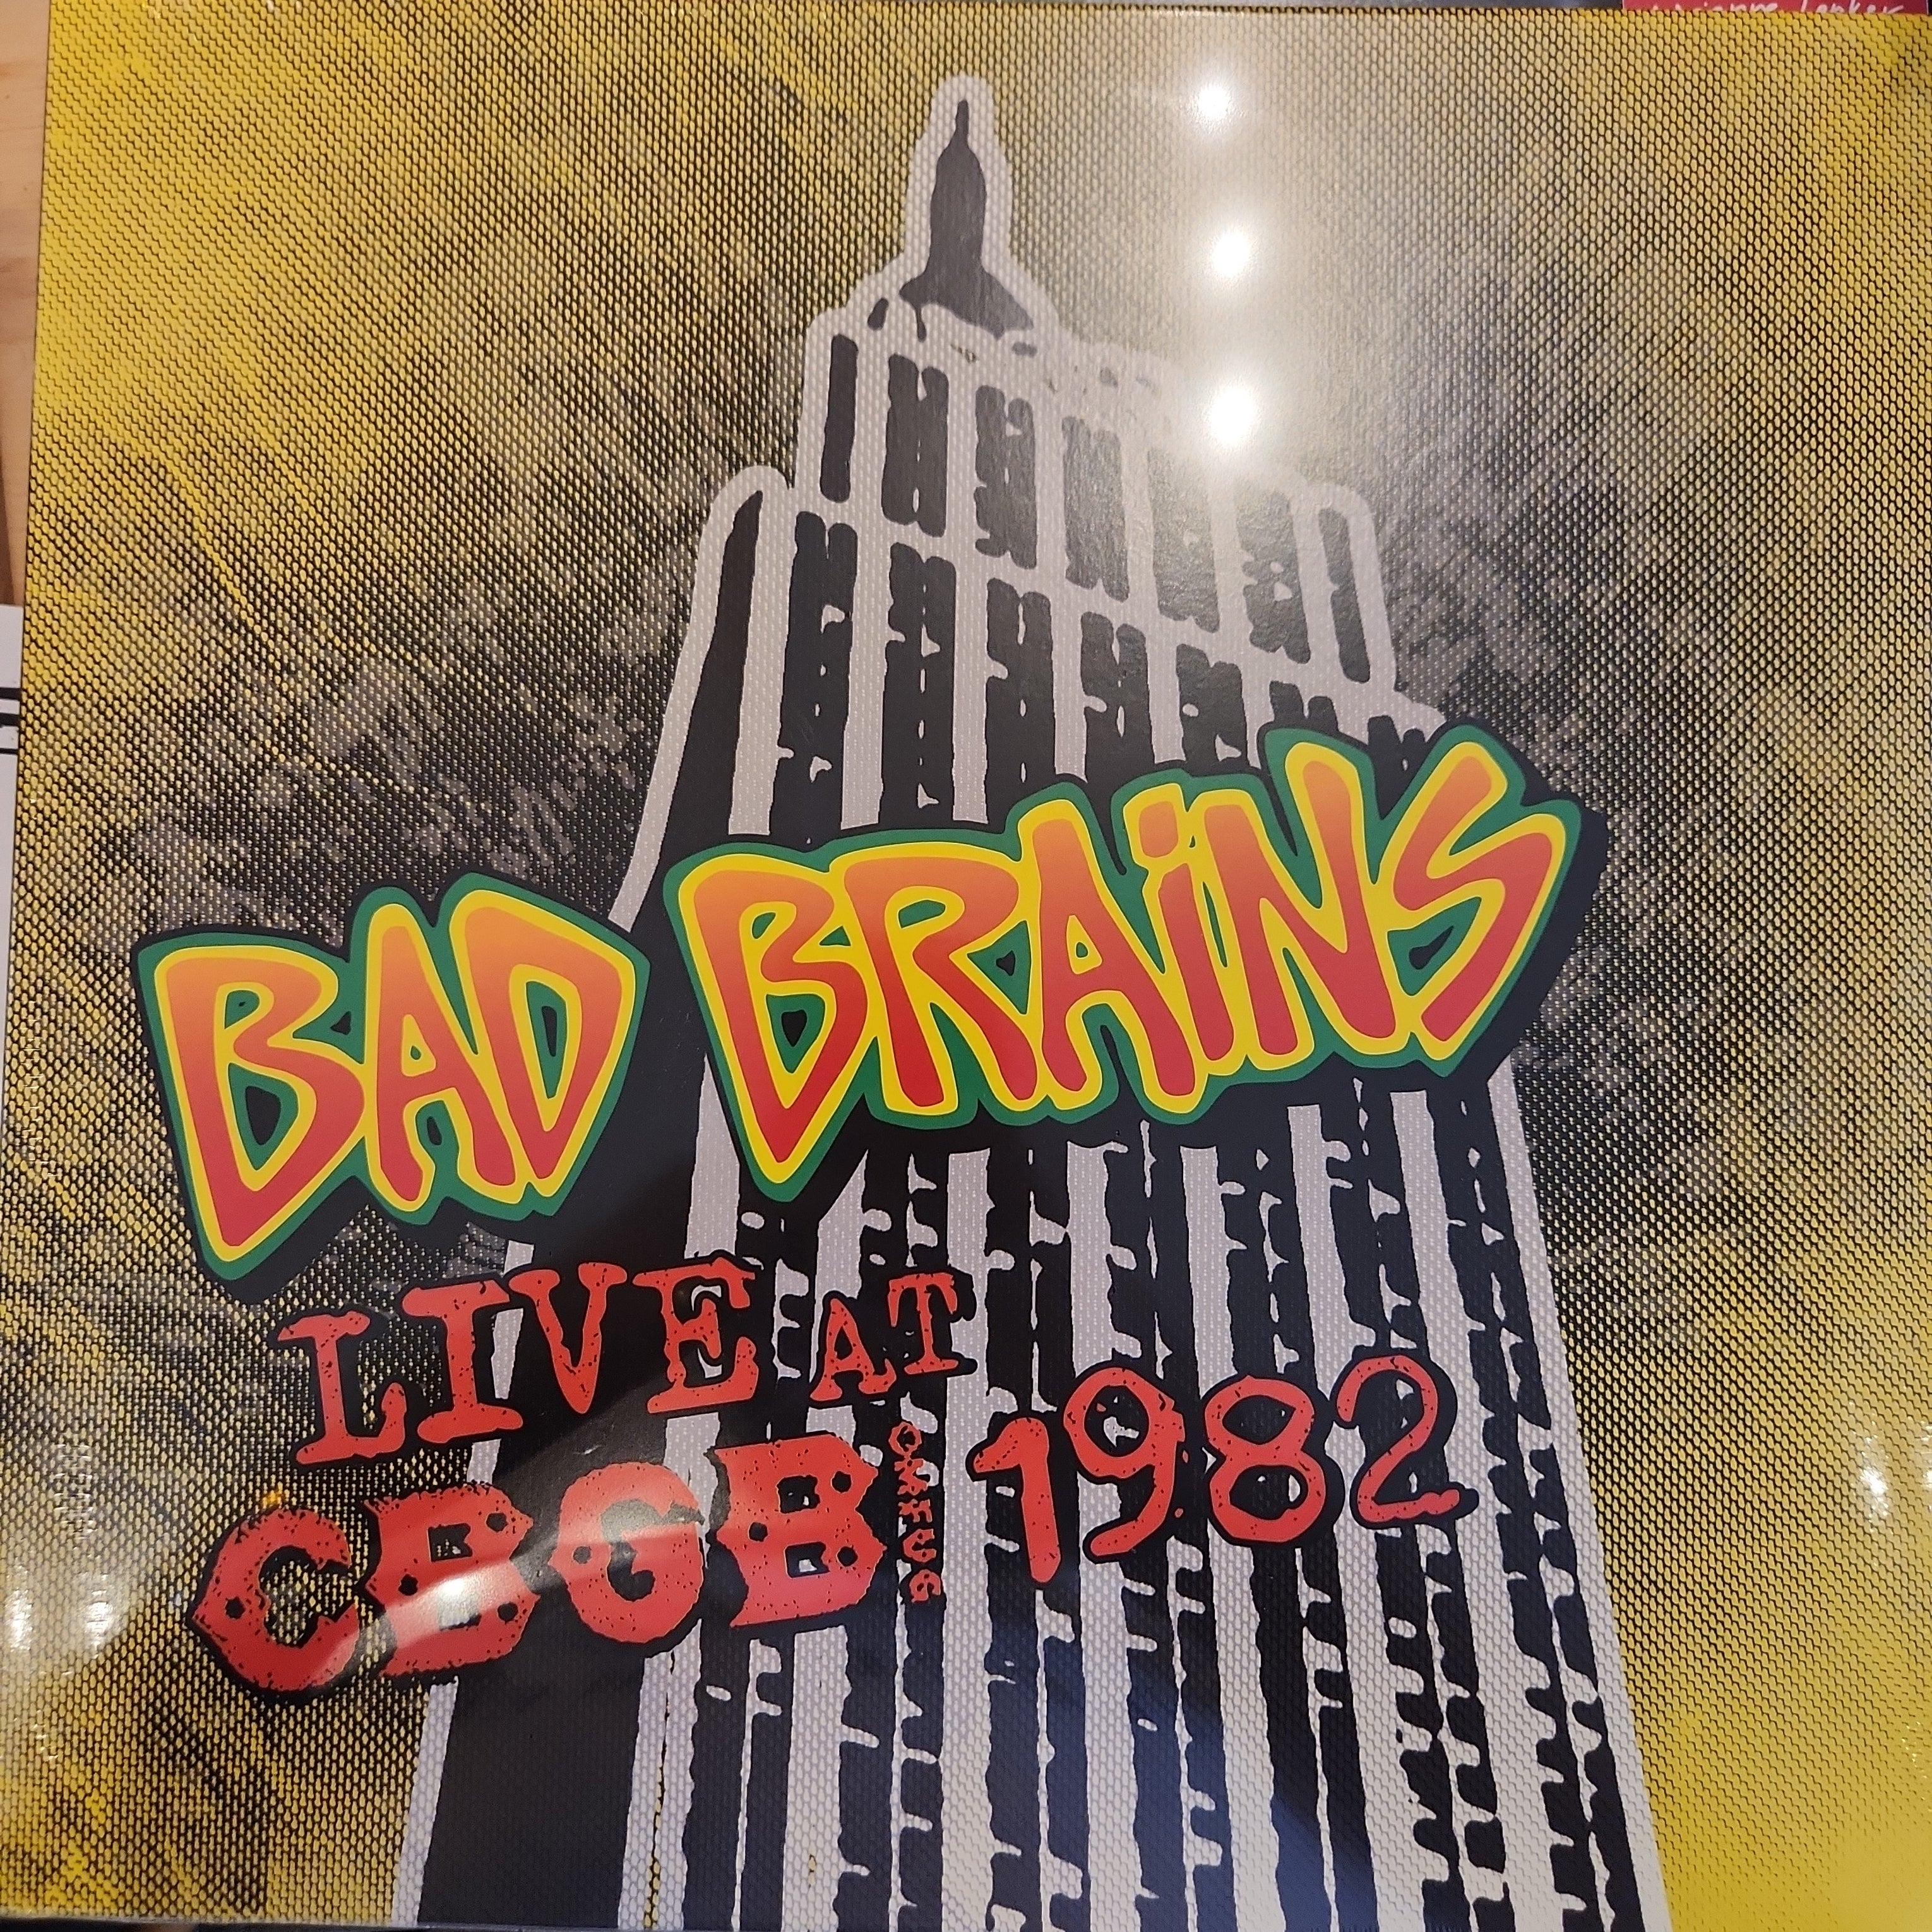 BAD BRAiNS
LIVE AT
CBGB OMFUG 1982